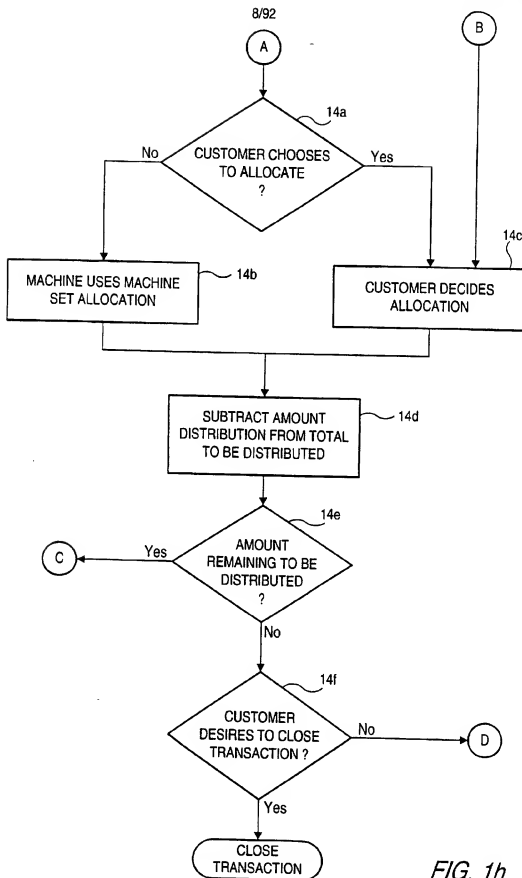 8/92
A
B
14a
CUSTOMER CHOOSES
TO ALLOCATE
?
No
Yes
14b
14c
MACHINE USES MACHINE
SET ALLOCATION
CUSTOMER DECIDES
ALLOCATION
SUBTRACT AMOUNT
DISTRIBUTION FROM TOTAL
TO BE DISTRIBUTED
14d
14e
C
Yes
AMOUNT
REMAINING TO BE
DISTRIBUTED
?
No
14f
CUSTOMER
DESIRES TO CLOSE
TRANSACTION ?
No
D
Yes
CLOSE
TRANSACTION
FIG. 1h